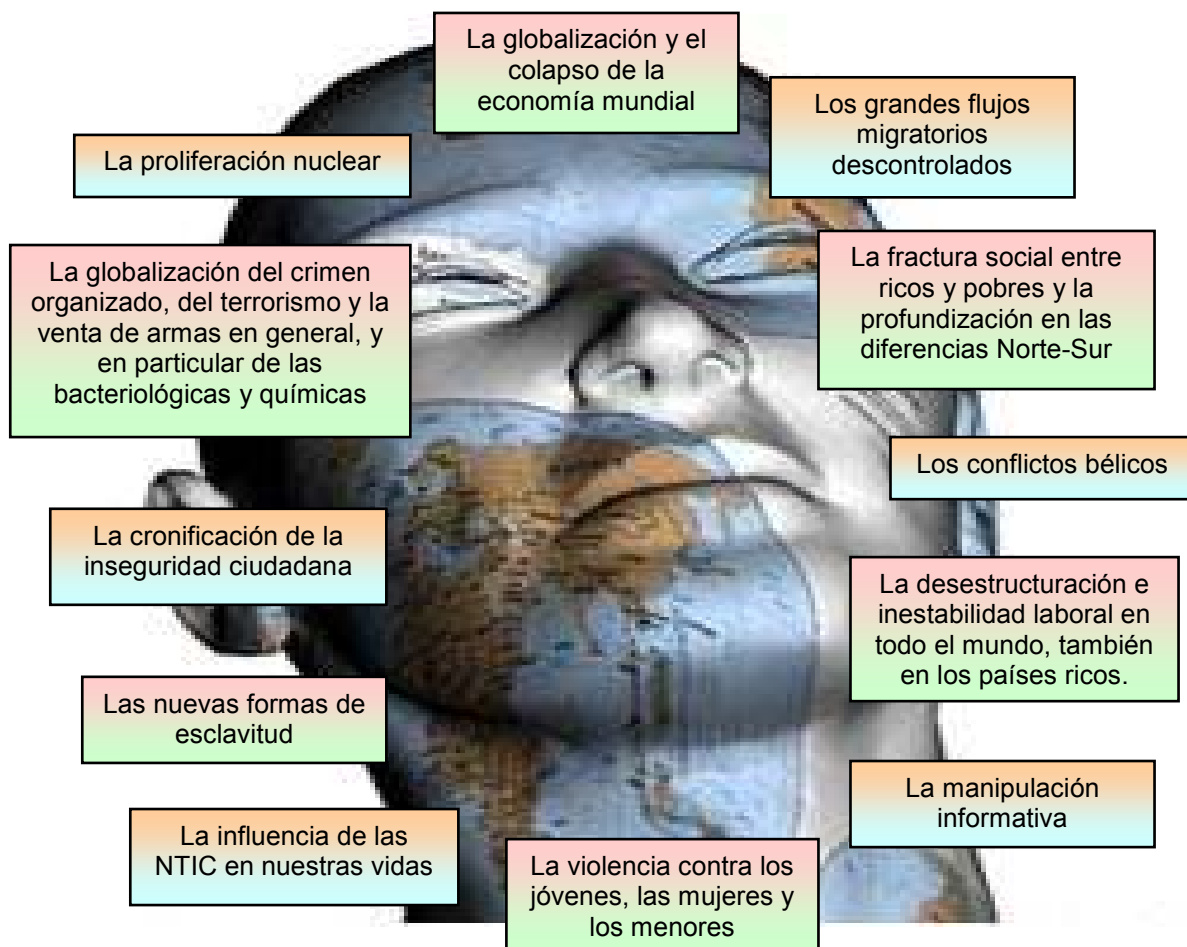 La globalización y el
colapso de la
economía mundial
Los grandes flujos
migratorios
descontrolados
La proliferación nuclear
La globalización del crimen
organizado, del terrorismo y la
venta de armas en general, y
en particular de las
bacteriológicas y químicas
La fractura social entre
ricos y pobres y la
profundización en las
diferencias Norte-Sur
Los conflictos bélicos
La cronificación de la
inseguridad ciudadana
La desestructuración e
inestabilidad laboral en
todo el mundo, también
en los países ricos.
Las nuevas formas de
esclavitud
La manipulación
informativa
La influencia de las
NTIC en nuestras vidas
La violencia contra los
jóvenes, las mujeres y
los menores